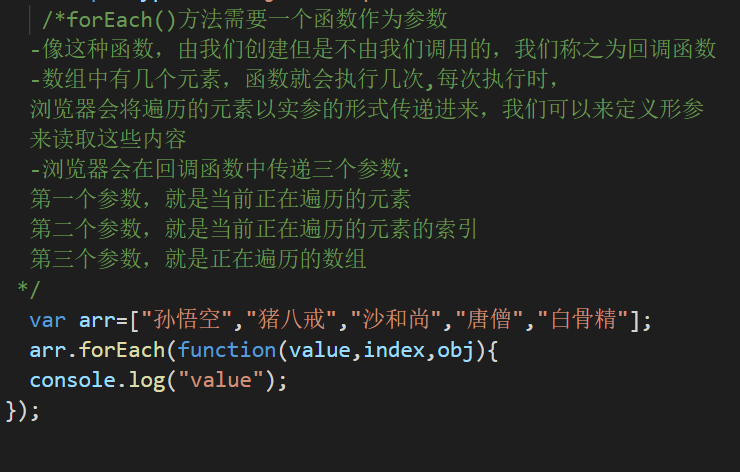 /*forEach()方法需要一个函数作为参数
-像这种函数，由我们创建但是不由我们调用的，我们称之为回调函数
-数组中有几个元素，函数就会执行几次,每次执行时，
浏览器会将遍历的元素以实参的形式传递进来，我们可以来定义形参
来读取这些内容
-浏览器会在回调函数中传递三个参数：
第一个参数，就是当前正在遍历的元素
第二个参数，就是当前正在遍历的元素的索引
第三个参数，就是正在遍历的数组
*/
var arr=["孙悟空","猪八戒","沙和尚","唐僧","白骨精"];
arr.forEach(function(value,index,obj){
console.log("value");
});